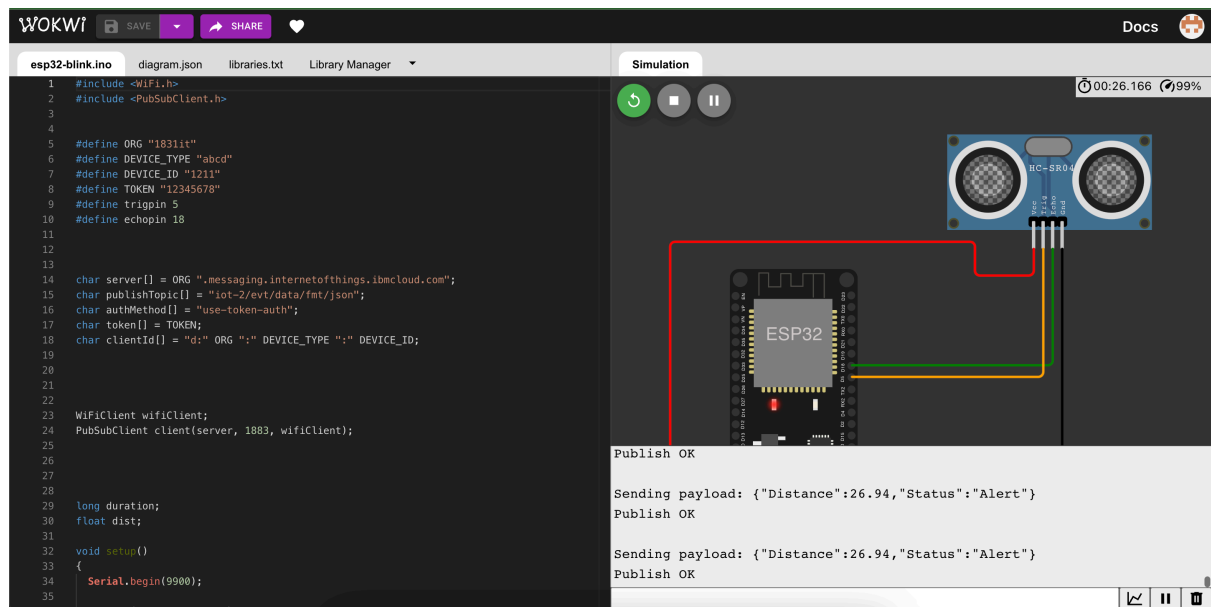 WOKWI SAVE SHARE Docs
esp32-blink.ino diagram.json libraries.txt Library Manager
1 #include <WiFi.h>
2 #include <PubSubClient.h>
3
4
5 #define ORG "1831it"
6 #define DEVICE_TYPE "abcd"
7 #define DEVICE_ID "1211"
8 #define TOKEN "12345678"
9 #define trigpin 5
10 #define echopin 18
11
12
13
14 char server[] = ORG ".messaging.internetofthings.ibmcloud.com";
15 char publishTopic[] = "iot-2/evt/data/fmt/json";
16 char authMethod[] = "use-token-auth";
17 char token[] = TOKEN;
18 char clientId[] = "d:" ORG ":" DEVICE_TYPE ":" DEVICE_ID;
19
20
21
22
23 WiFiClient wifiClient;
24 PubSubClient client(server, 1883, wifiClient);
25
26
27
28
29 long duration;
30 float dist;
31
32 void setup()
33 {
34 Serial.begin(9900);
35
Simulation
00:26.166 99%
HC-SR04
Vcc
Trig
Echo
Gnd
ESP32
Publish OK
Sending payload: {"Distance":26.94,"Status":"Alert"}
Publish OK
Sending payload: {"Distance":26.94,"Status":"Alert"}
Publish OK